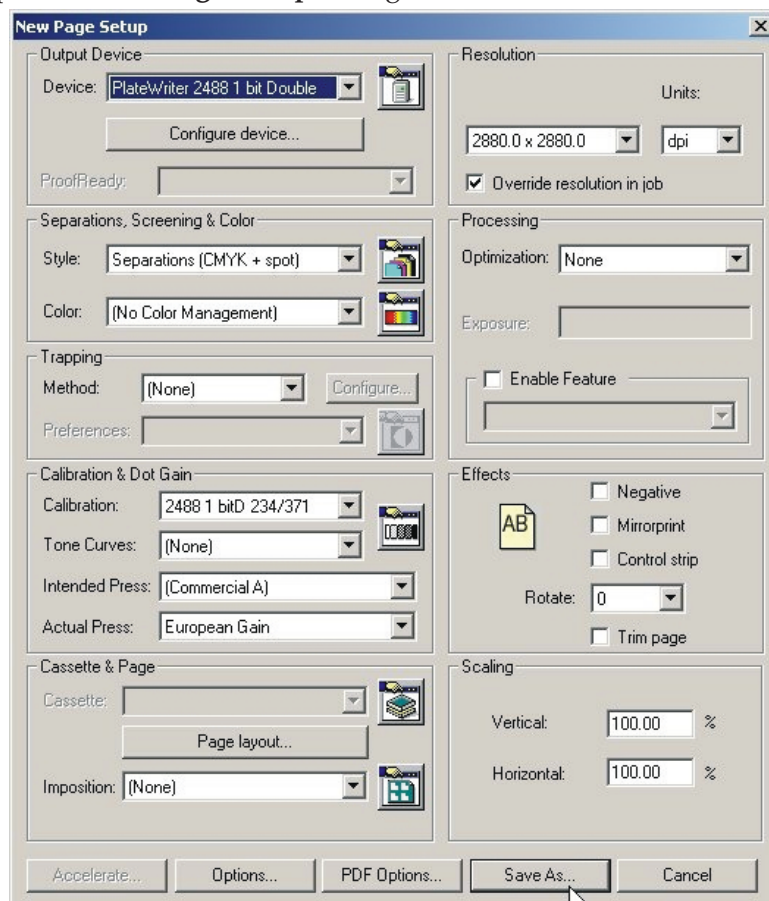 New Page Setup
Output Device
Device: PlateWriter 2488 1 bit Double
Configure device...
ProofReady:
Resolution
Units:
2880.0 x 2880.0 dpi
Override resolution in job
Separations, Screening & Color
Style: Separations (CMYK + spot)
Color: (No Color Management)
Processing
Optimization: None
Exposure:
Enable Feature
Trapping
Method: (None) Configure...
Preferences:
Calibration & Dot Gain
Calibration: 2488 1 bitD 234/371
Tone Curves: (None)
Intended Press: (Commercial A)
Actual Press: European Gain
Effects
AB
Negative
Mirrorprint
Control strip
Rotate: 0
Trim page
Cassette & Page
Cassette:
Page layout...
Imposition: (None)
Scaling
Vertical: 100.00 %
Horizontal: 100.00 %
Accelerate... Options... PDF Options... Save As... Cancel